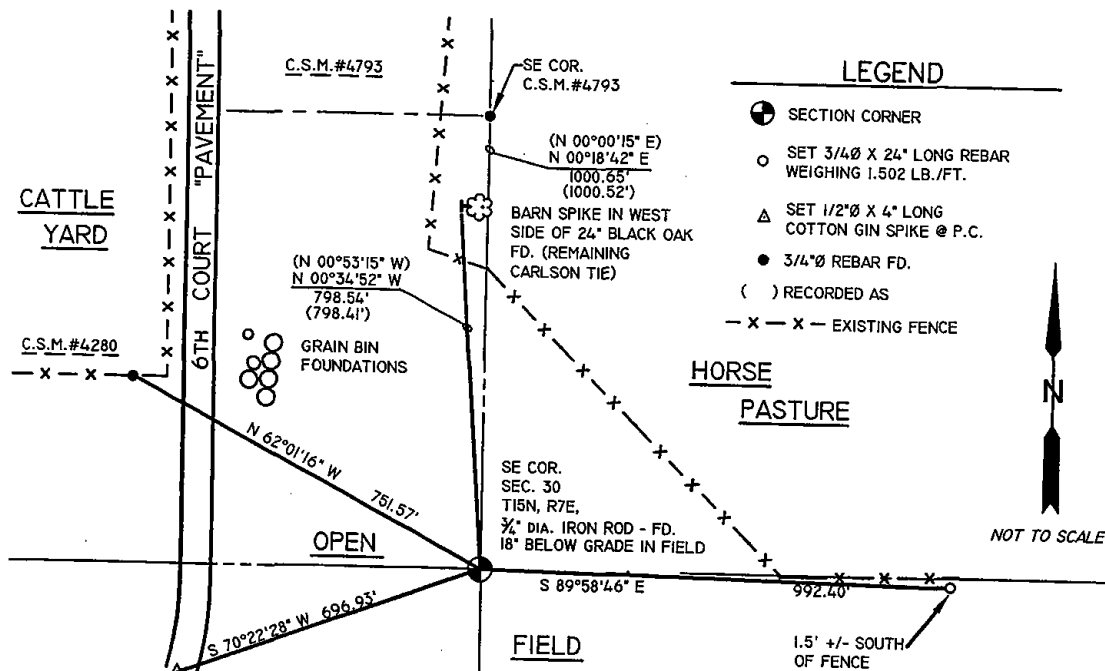 C.S.M.#4793
SE COR.
C.S.M.#4793
(N 00°00'15" E)
N 00°18'42" E
1000.65'
(1000.52')
LEGEND
SECTION CORNER
SET 3/4Ø X 24" LONG REBAR
WEIGHING 1.502 LB./FT.
SET 1/2"Ø X 4" LONG
COTTON GIN SPIKE @ P.C.
3/4"Ø REBAR FD.
( ) RECORDED AS
— X — X — EXISTING FENCE
CATTLE
YARD
6TH COURT "PAVEMENT"
BARN SPIKE IN WEST
SIDE OF 24" BLACK OAK
FD. (REMAINING
CARLSON TIE)
(N 00°53'15" W)
N 00°34'52" W
798.54'
(798.41')
C.S.M.#4280
GRAIN BIN
FOUNDATIONS
HORSE
PASTURE
N
NOT TO SCALE
N 62°01'16" W
751.57'
SE COR.
SEC. 30
T15N, R7E,
3/4" DIA. IRON ROD - FD.
18" BELOW GRADE IN FIELD
OPEN
S 89°58'46" E
992.40'
S 70°22'28" W 696.93'
FIELD
1.5' +/- SOUTH
OF FENCE